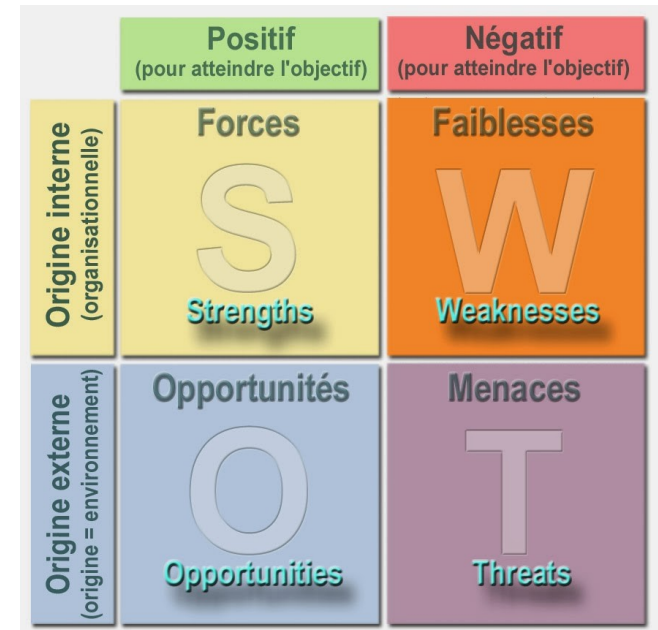 Positif
(pour atteindre l'objectif)
Négatif
(pour atteindre l'objectif)
Origine interne
(organisationnelle)
Forces
S
Strengths
Faiblesses
W
Weaknesses
Origine externe
(origine = environnement)
Opportunités
O
Opportunities
Menaces
T
Threats